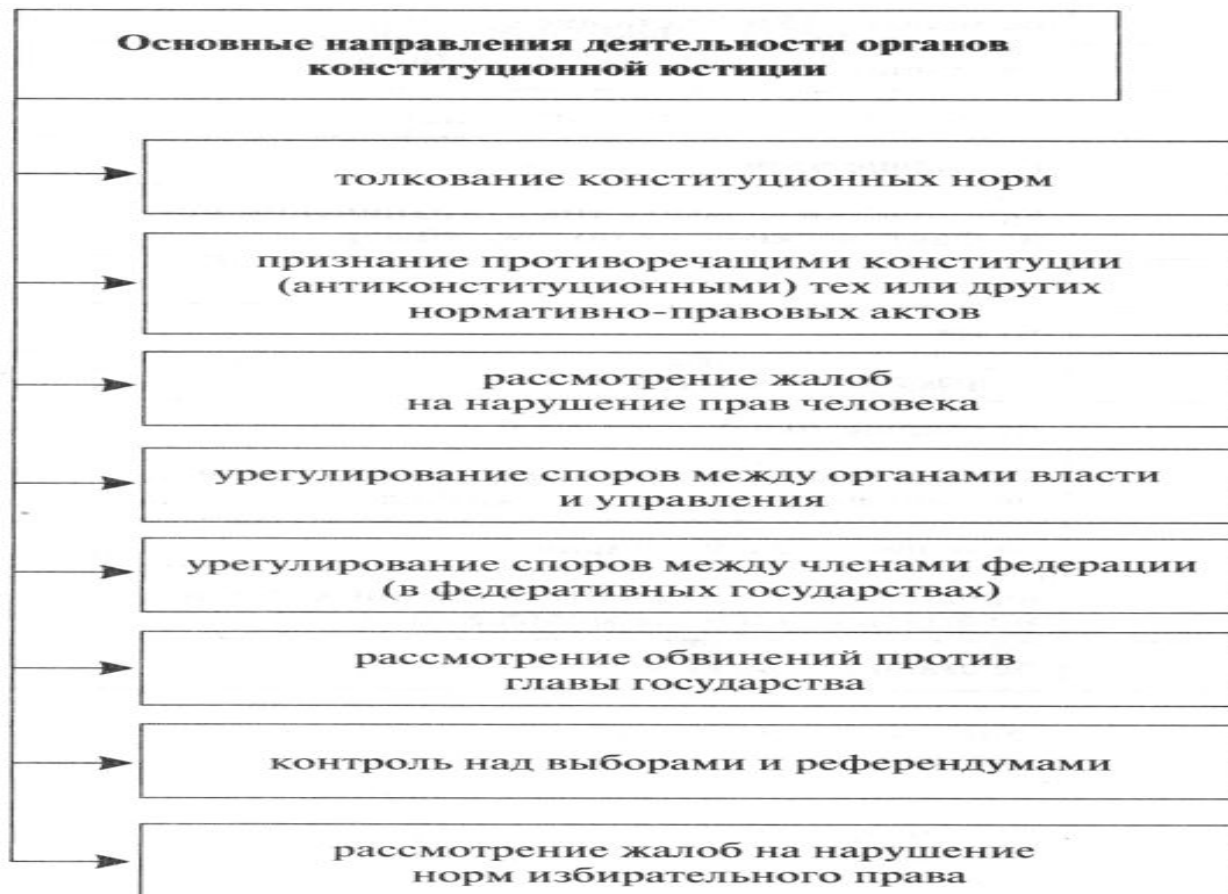 Основные направления деятельности органов
конституционной юстиции
толкование конституционных норм
признание противоречащими конституции
(антиконституционными) тех или других
нормативно-правовых актов
рассмотрение жалоб
на нарушение прав человека
урегулирование споров между органами власти
и управления
урегулирование споров между членами федерации
(в федеративных государствах)
рассмотрение обвинений против
главы государства
контроль над выборами и референдумами
рассмотрение жалоб на нарушение
норм избирательного права